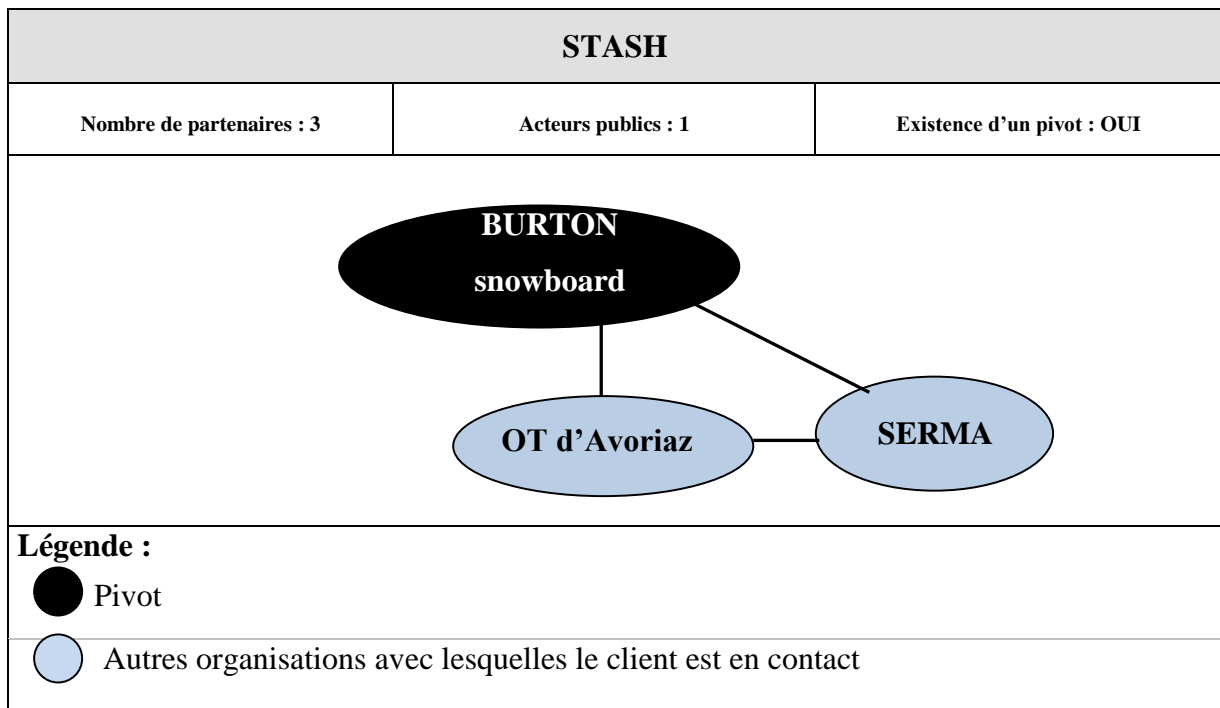 STASH
Nombre de partenaires : 3
Acteurs publics : 1
Existence d’un pivot : OUI
BURTON
snowboard
OT d’Avoriaz
SERMA
Légende :
Pivot
Autres organisations avec lesquelles le client est en contact